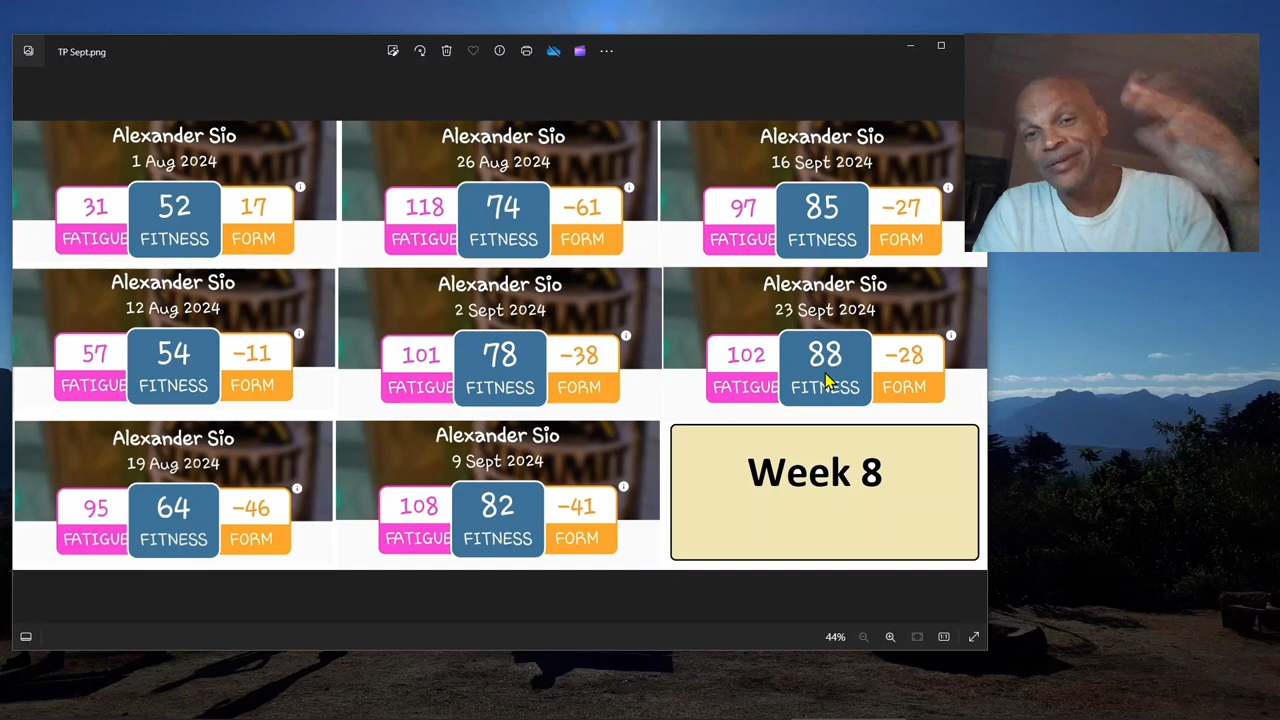 TP Sept.png
Alexander Sio
1 Aug 2024
31 52 17
FATIGUE FITNESS FORM
Alexander Sio
26 Aug 2024
118 74 -61
FATIGUE FITNESS FORM
Alexander Sio
16 Sept 2024
97 85 -27
FATIGUE FITNESS FORM
Alexander Sio
12 Aug 2024
57 54 -11
FATIGUE FITNESS FORM
Alexander Sio
2 Sept 2024
101 78 -38
FATIGUE FITNESS FORM
Alexander Sio
23 Sept 2024
102 88 -28
FATIGUE FITNESS FORM
Alexander Sio
19 Aug 2024
95 64 -46
FATIGUE FITNESS FORM
Alexander Sio
9 Sept 2024
108 82 -41
FATIGUE FITNESS FORM
Week 8
44%